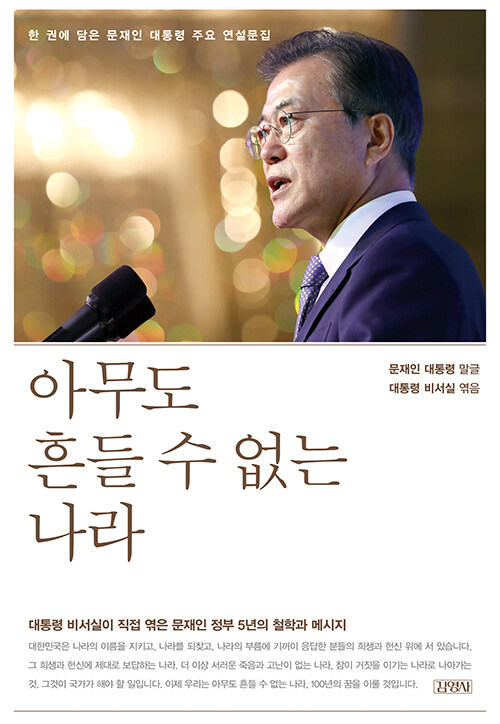 한 권에 담은 문재인 대통령 주요 연설문집
아무도
흔들 수 없는
나라
문재인 대통령 말글
대통령 비서실 엮음
대통령 비서실이 직접 엮은 문재인 정부 5년의 철학과 메시지
대한민국은 나라의 이름을 지키고, 나라를 되찾고, 나라의 부름에 기꺼이 응답한 분들의 희생과 헌신 위에 서 있습니다.
그 희생과 헌신에 제대로 보답하는 나라, 더 이상 서러운 죽음과 고난이 없는 나라, 참이 거짓을 이기는 나라로 나아가는
것, 그것이 국가가 해야 할 일입니다. 이제 우리는 아무도 흔들 수 없는 나라, 100년의 꿈을 이룰 것입니다.
김영사